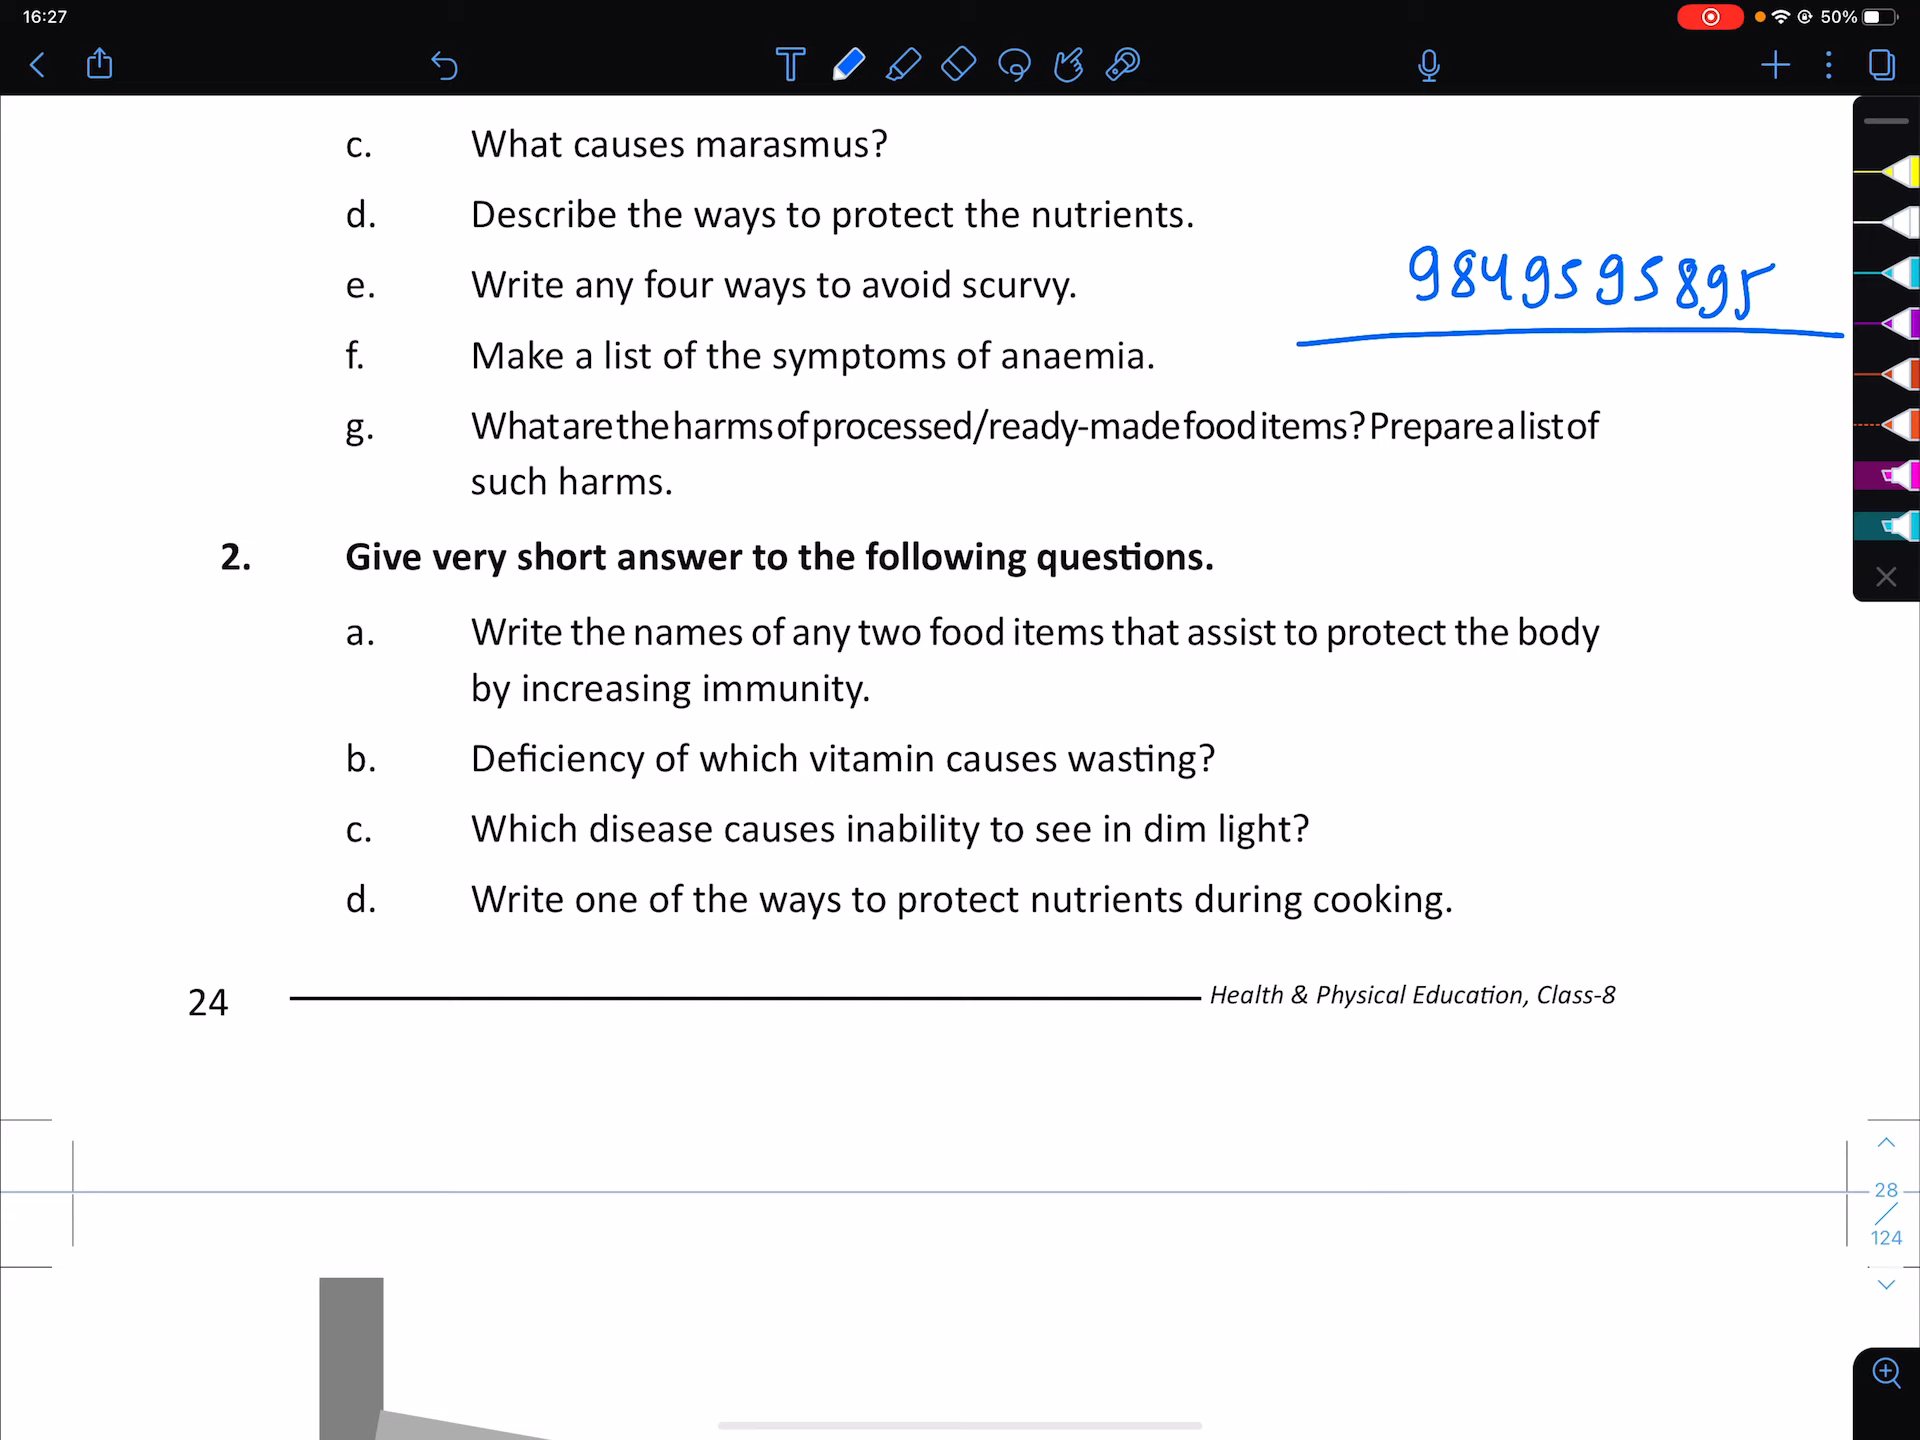 16:27
50%
c. What causes marasmus?
d. Describe the ways to protect the nutrients.
9849595895
e. Write any four ways to avoid scurvy.
f. Make a list of the symptoms of anaemia.
g. What are the harms of processed/ready-made food items? Prepare a list of
such harms.
2. Give very short answer to the following questions.
a. Write the names of any two food items that assist to protect the body
by increasing immunity.
b. Deficiency of which vitamin causes wasting?
c. Which disease causes inability to see in dim light?
d. Write one of the ways to protect nutrients during cooking.
24 Health & Physical Education, Class-8
28
/
124